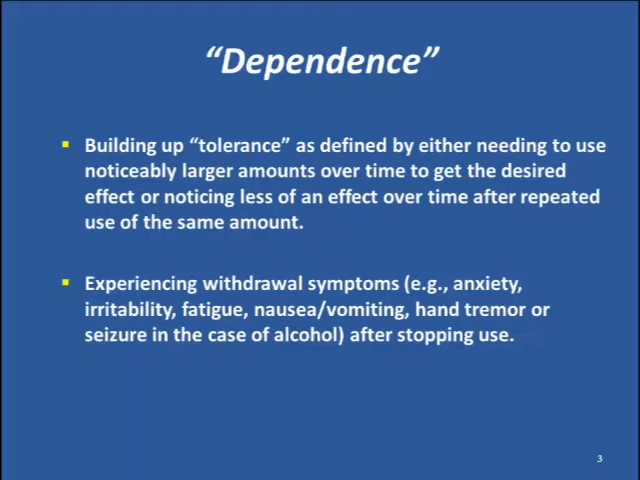 “Dependence”
Building up “tolerance” as defined by either needing to use
noticeably larger amounts over time to get the desired
effect or noticing less of an effect over time after repeated
use of the same amount.
Experiencing withdrawal symptoms (e.g., anxiety,
irritability, fatigue, nausea/vomiting, hand tremor or
seizure in the case of alcohol) after stopping use.
3